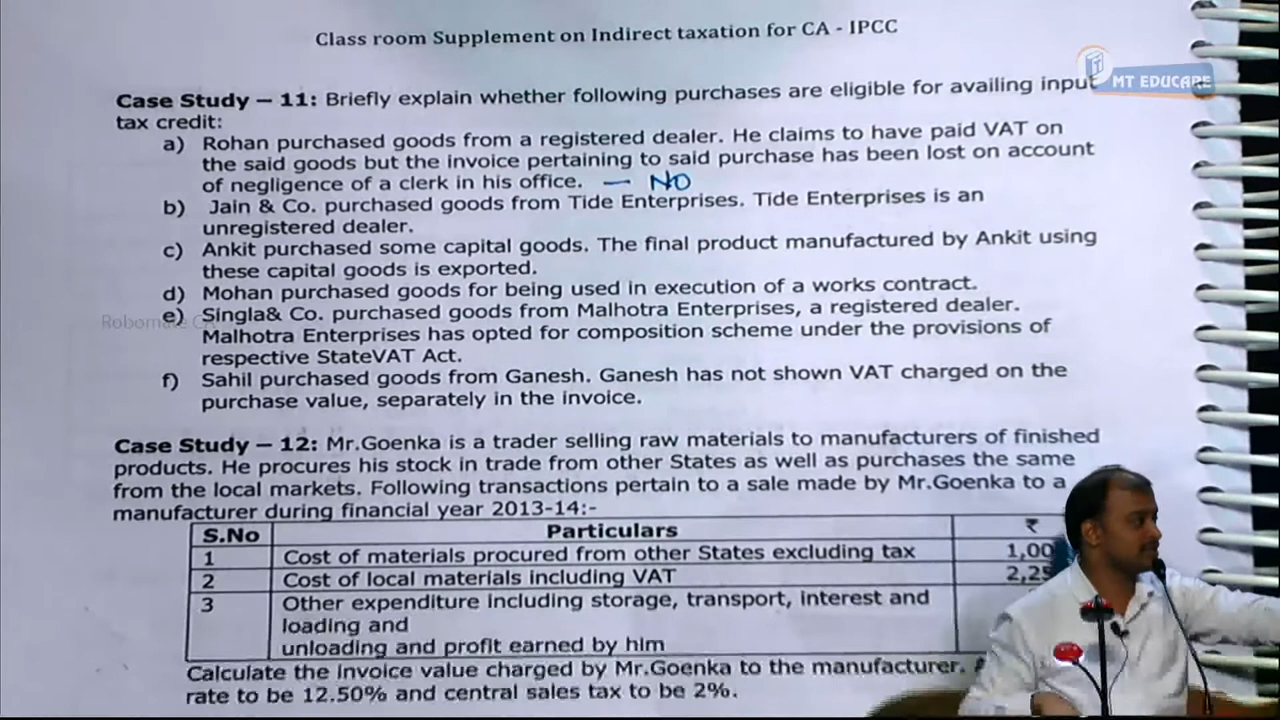 Class room Supplement on Indirect taxation for CA - IPCC
MT EDUCARE
Case Study – 11: Briefly explain whether following purchases are eligible for availing input
tax credit:
a) Rohan purchased goods from a registered dealer. He claims to have paid VAT on
the said goods but the invoice pertaining to said purchase has been lost on account
of negligence of a clerk in his office. — NO
b) Jain & Co. purchased goods from Tide Enterprises. Tide Enterprises is an
unregistered dealer.
c) Ankit purchased some capital goods. The final product manufactured by Ankit using
these capital goods is exported.
d) Mohan purchased goods for being used in execution of a works contract.
e) Singla& Co. purchased goods from Malhotra Enterprises, a registered dealer.
Malhotra Enterprises has opted for composition scheme under the provisions of
respective StateVAT Act.
f) Sahil purchased goods from Ganesh. Ganesh has not shown VAT charged on the
purchase value, separately in the invoice.
Case Study – 12: Mr.Goenka is a trader selling raw materials to manufacturers of finished
products. He procures his stock in trade from other States as well as purchases the same
from the local markets. Following transactions pertain to a sale made by Mr.Goenka to a
manufacturer during financial year 2013-14:-
S.No Particulars ₹
1 Cost of materials procured from other States excluding tax 1,00
2 Cost of local materials including VAT 2,25
3 Other expenditure including storage, transport, interest and
loading and
unloading and profit earned by him
Calculate the invoice value charged by Mr.Goenka to the manufacturer.
rate to be 12.50% and central sales tax to be 2%.